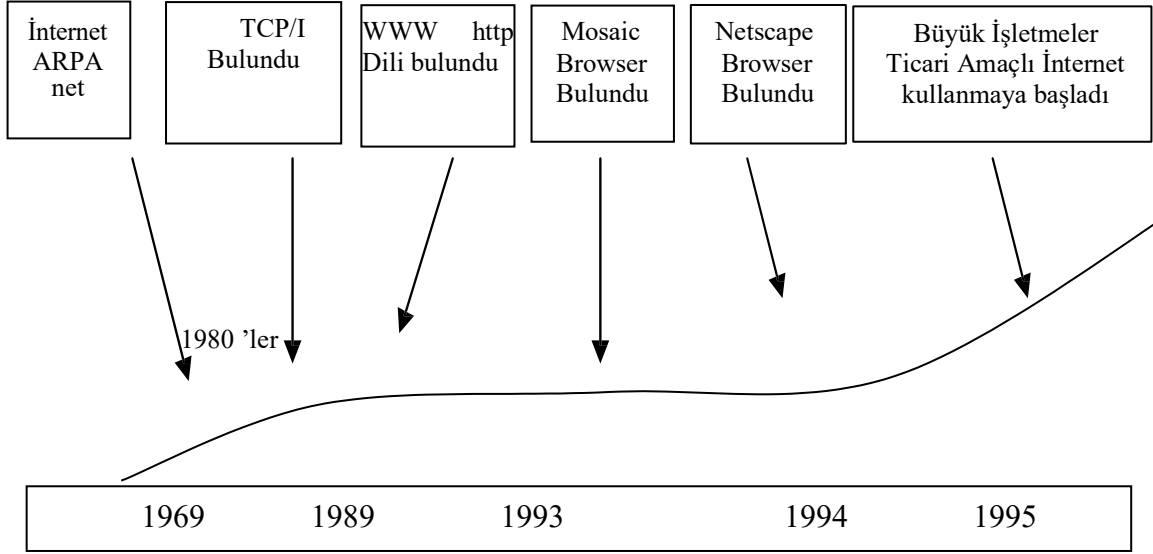 İnternet
ARPA
net
TCP/I
Bulundu
WWW http
Dili bulundu
Mosaic
Browser
Bulundu
Netscape
Browser
Bulundu
Büyük İşletmeler
Ticari Amaçlı İnternet
kullanmaya başladı
1980 ’ler
1969 1989 1993 1994 1995